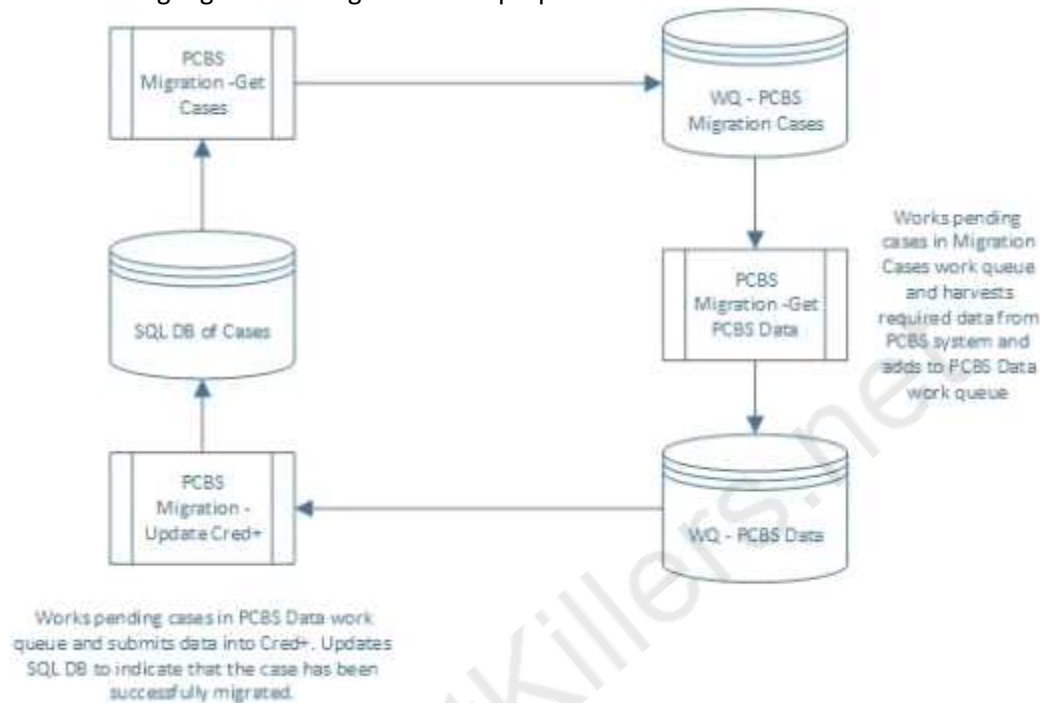 PCBS
Migration -Get
Cases
WQ - PCBS
Migration Cases
Works pending
cases in Migration
Cases work queue
and harvests
required data from
PCBS system and
adds to PCBS Data
work queue
PCBS
Migration -Get
PCBS Data
SQL DB of Cases
PCBS
Migration -
Update Cred+
WQ - PCBS Data
Works pending cases in PCBS Data work
queue and submits data into Cred+. Updates
SQL DB to indicate that the case has been
successfully migrated.
Killers.net